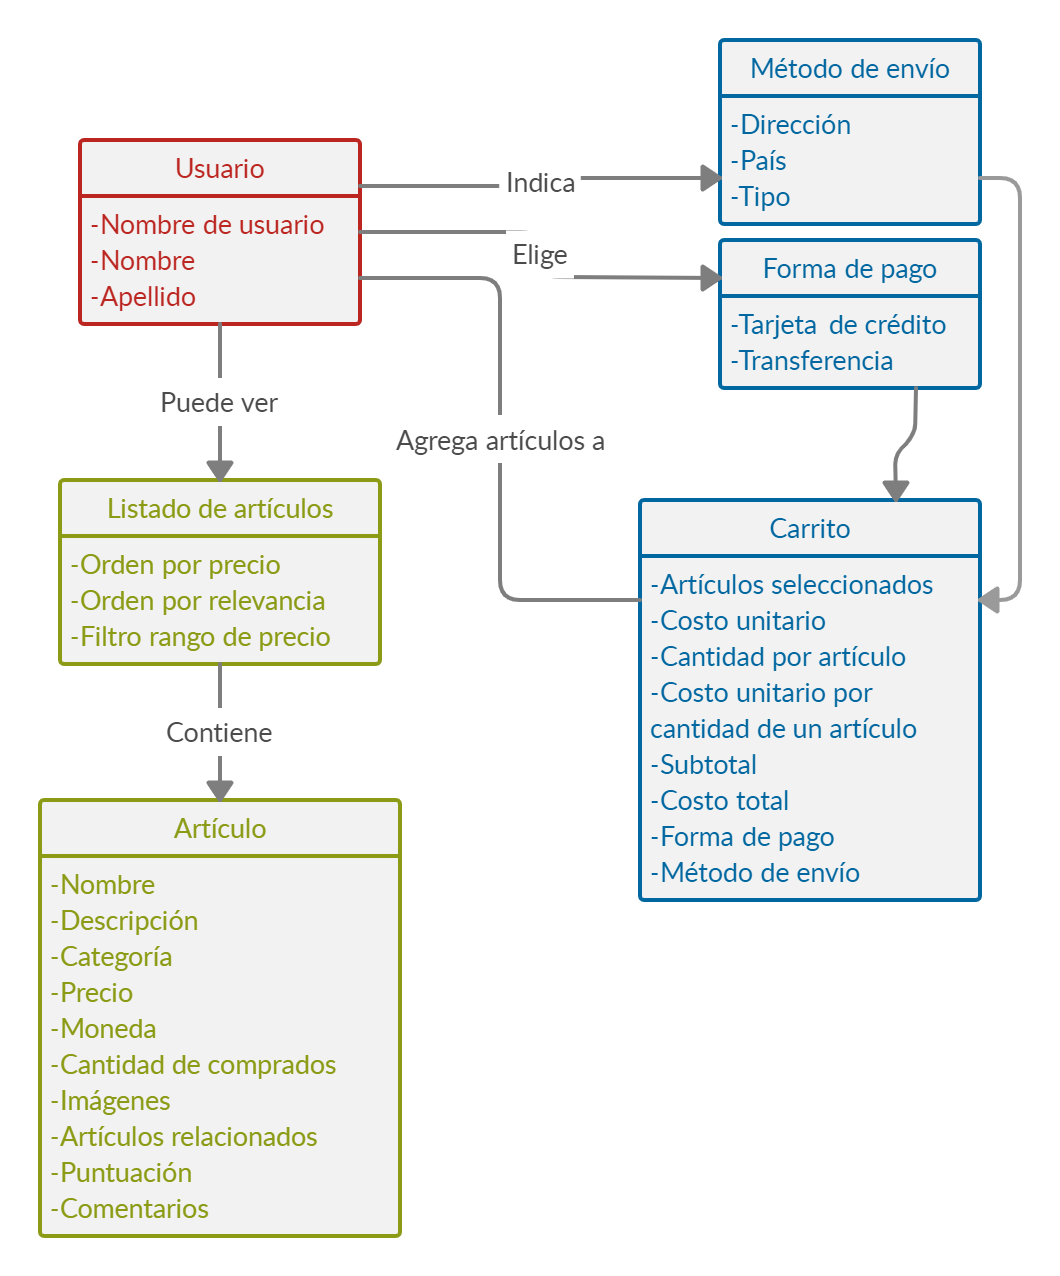 Método de envío
-Dirección
-País
-Tipo
Usuario
-Nombre de usuario
-Nombre
-Apellido
Indica
Elige
Forma de pago
-Tarjeta de crédito
-Transferencia
Puede ver
Agrega artículos a
Listado de artículos
-Orden por precio
-Orden por relevancia
-Filtro rango de precio
Carrito
-Artículos seleccionados
-Costo unitario
-Cantidad por artículo
-Costo unitario por
cantidad de un artículo
-Subtotal
-Costo total
-Forma de pago
-Método de envío
Contiene
Artículo
-Nombre
-Descripción
-Categoría
-Precio
-Moneda
-Cantidad de comprados
-Imágenes
-Artículos relacionados
-Puntuación
-Comentarios